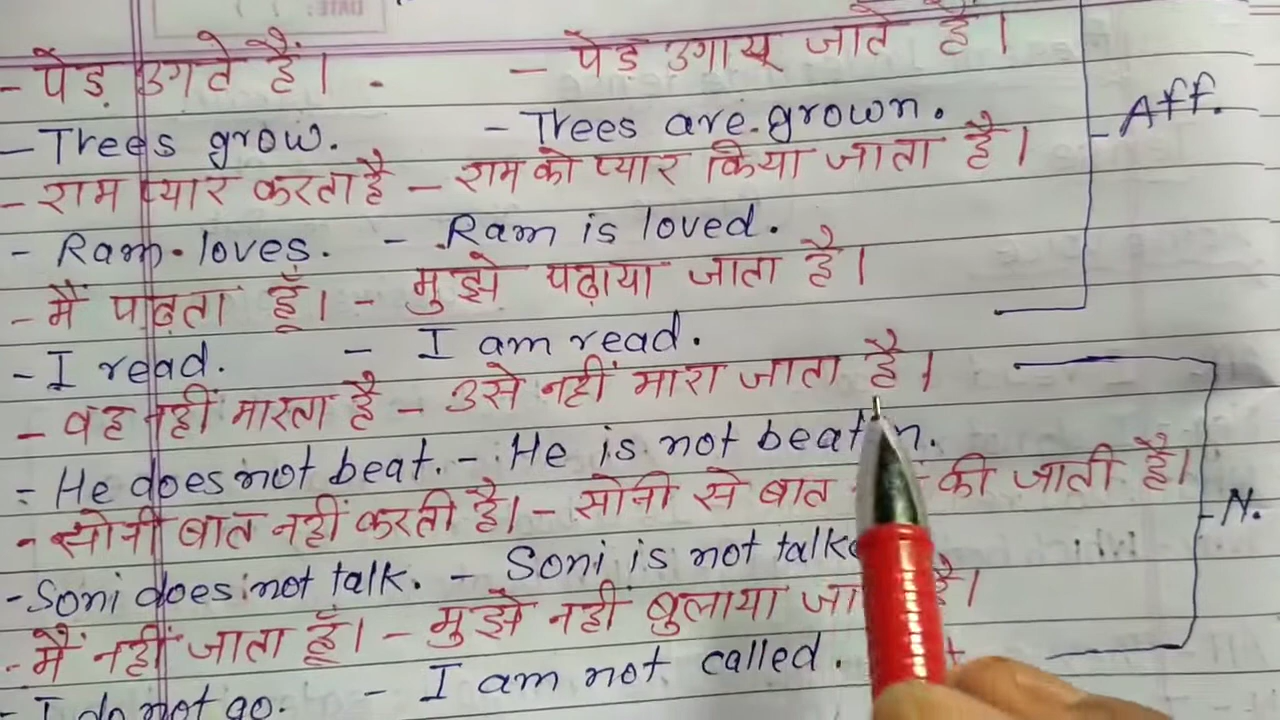 DATE: ( )
- पेड़ उगते हैं। - पेड़ उगायू जाते है।
- Trees grow. - Trees are grown.
Aff.
- राम प्यार करता है - राम को प्यार किया जाता है।
- Ram loves. - Ram is loved.
- मैं पढ़ता हूँ। - मुझे पढ़ाया जाता है।
- I read. - I am read.
- वह नहीं मारता है - उसे नहीं मारा जाता है।
- He does not beat. - He is not
- सोनी बात नहीं करती है। - सोनी से बात की जाती है।
N.
- Soni does not talk. - Soni is not
- मैं नहीं जाता हूँ। - मुझे नहीं बुलाया है।
- I do not go. - I am not called.